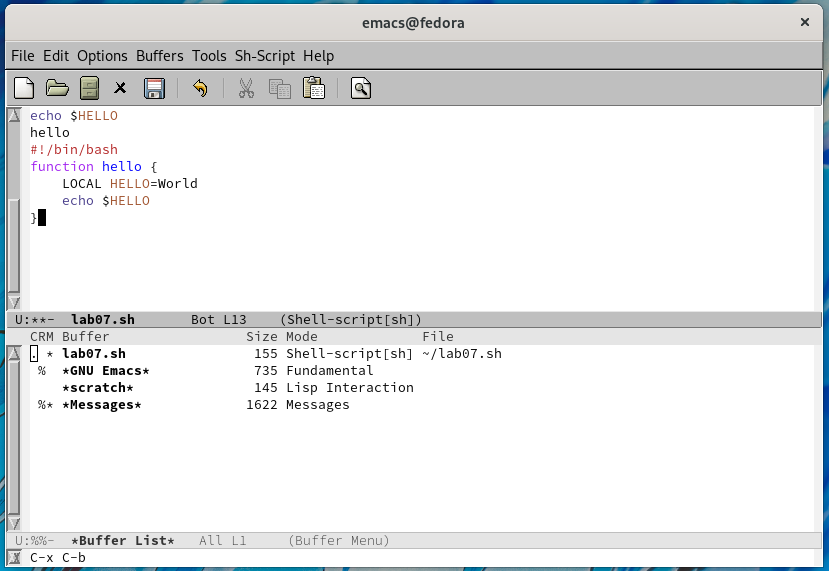 emacs@fedora
File Edit Options Buffers Tools Sh-Script Help
echo $HELLO
hello
#!/bin/bash
function hello {
    LOCAL HELLO=World
    echo $HELLO
}
U:**-  lab07.sh       Bot L13    (Shell-script[sh])
CRM Buffer                 Size Mode             File
. * lab07.sh                155 Shell-script[sh] ~/lab07.sh
 %  *GNU Emacs*             735 Fundamental
    *scratch*               145 Lisp Interaction
 %* *Messages*             1622 Messages
U:%%-  *Buffer List*   All L1     (Buffer Menu)
C-x C-b